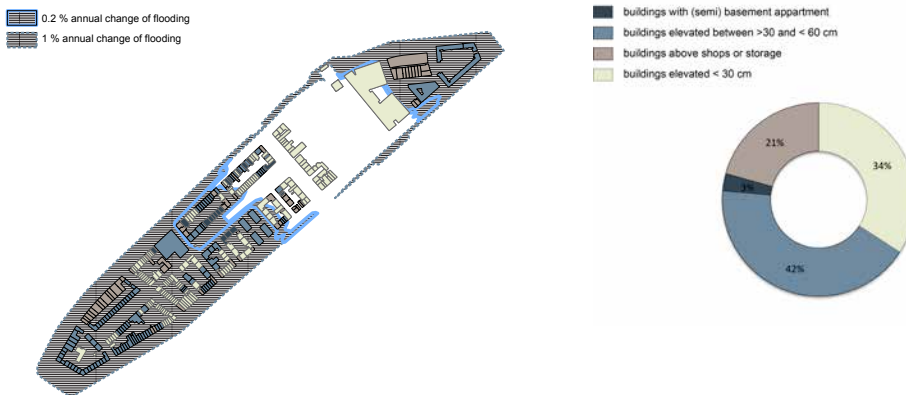 0.2 % annual change of flooding
1 % annual change of flooding
buildings with (semi) basement appartment
buildings elevated between >30 and < 60 cm
buildings above shops or storage
buildings elevated < 30 cm
21%
34%
3%
42%